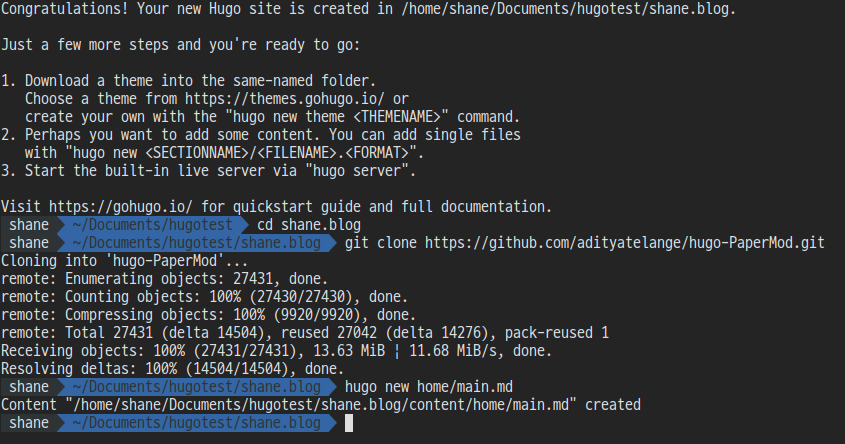 Congratulations! Your new Hugo site is created in /home/shane/Documents/hugotest/shane.blog.
Just a few more steps and you're ready to go:
1. Download a theme into the same-named folder.
Choose a theme from https://themes.gohugo.io/ or
create your own with the "hugo new theme <THEMENAME>" command.
2. Perhaps you want to add some content. You can add single files
with "hugo new <SECTIONNAME>/<FILENAME>.<FORMAT>".
3. Start the built-in live server via "hugo server".
Visit https://gohugo.io/ for quickstart guide and full documentation.
shane ~/Documents/hugotest cd shane.blog
shane ~/Documents/hugotest/shane.blog git clone https://github.com/adityatelange/hugo-PaperMod.git
Cloning into 'hugo-PaperMod'...
remote: Enumerating objects: 27431, done.
remote: Counting objects: 100% (27430/27430), done.
remote: Compressing objects: 100% (9920/9920), done.
remote: Total 27431 (delta 14504), reused 27042 (delta 14276), pack-reused 1
Receiving objects: 100% (27431/27431), 13.63 MiB ¦ 11.68 MiB/s, done.
Resolving deltas: 100% (14504/14504), done.
shane ~/Documents/hugotest/shane.blog hugo new home/main.md
Content "/home/shane/Documents/hugotest/shane.blog/content/home/main.md" created
shane ~/Documents/hugotest/shane.blog